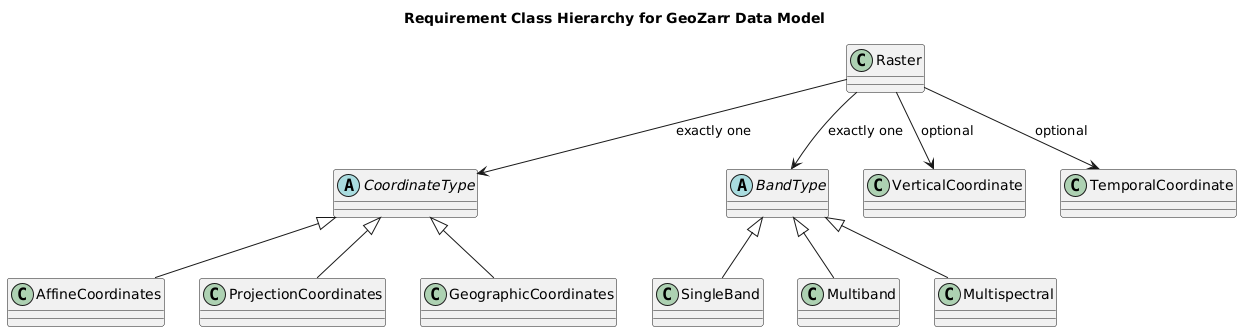 Requirement Class Hierarchy for GeoZarr Data Model
C Raster
exactly one
exactly one
optional
optional
A CoordinateType
A BandType
C VerticalCoordinate
C TemporalCoordinate
C AffineCoordinates
C ProjectionCoordinates
C GeographicCoordinates
C SingleBand
C Multiband
C Multispectral